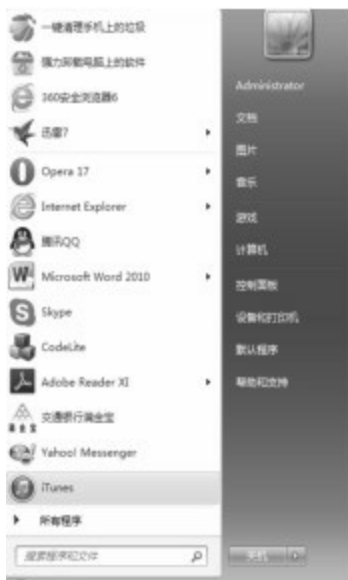 一键清理手机上的垃圾
强力卸载电脑上的软件
360安全浏览器6
迅雷7
Opera 17
Internet Explorer
腾讯QQ
Microsoft Word 2010
Skype
CodeLite
Adobe Reader XI
交通银行满金宝
Yahoo! Messenger
iTunes
所有程序
搜索程序和文件
Administrator
文档
图片
音乐
游戏
计算机
控制面板
设备和打印机
默认程序
帮助和支持
关机